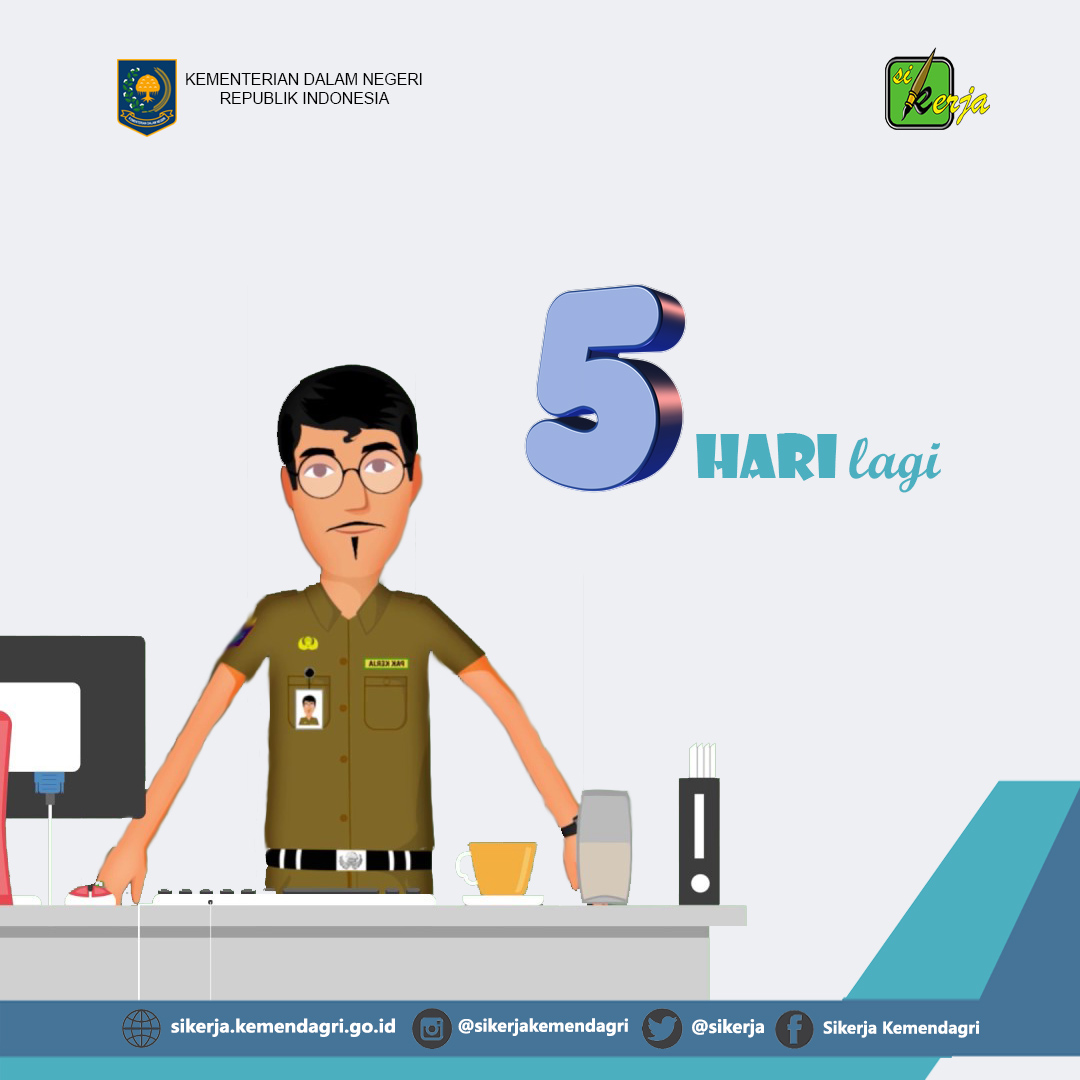 KEMENTERIAN DALAM NEGERI
REPUBLIK INDONESIA
si kerja
5 HARI lagi
PAK KERJA
sikerja.kemendagri.go.id
@sikerjakemendagri
@sikerja
Sikerja Kemendagri